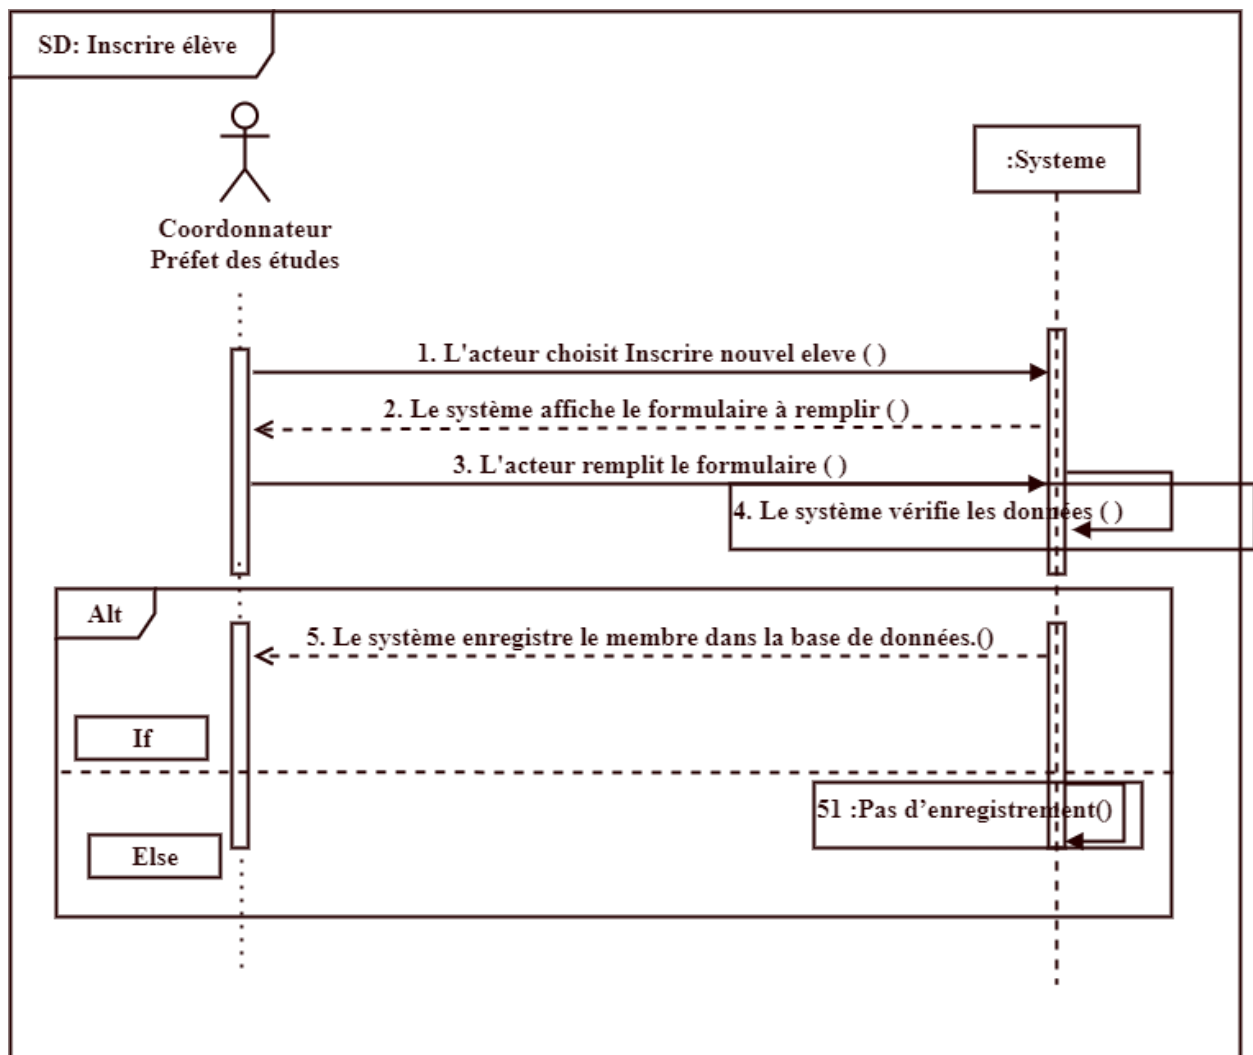 SD: Inscrire élève
:Systeme
Coordonnateur
Préfet des études
1. L'acteur choisit Inscrire nouvel eleve ( )
2. Le système affiche le formulaire à remplir ( )
3. L'acteur remplit le formulaire ( )
4. Le système vérifie les données ( )
Alt
5. Le système enregistre le membre dans la base de données.()
If
51 :Pas d’enregistrement()
Else